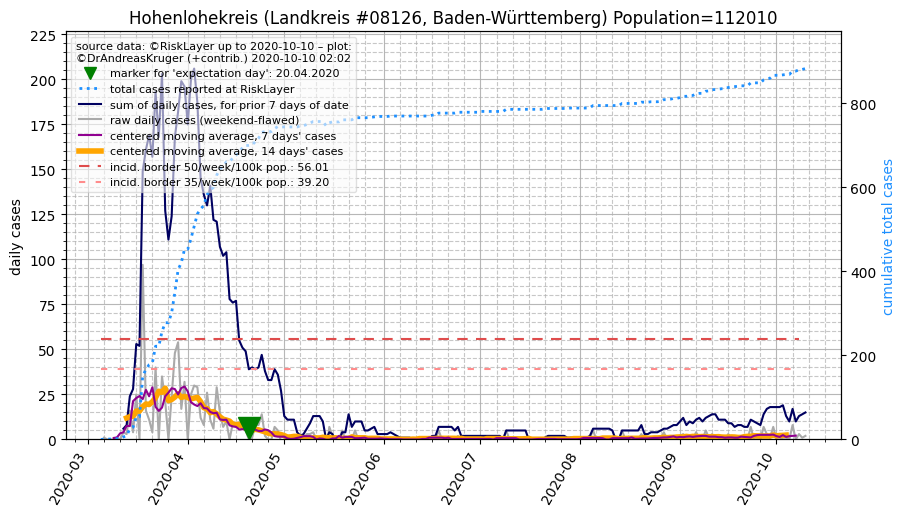 Hohenlohekreis (Landkreis #08126, Baden-Württemberg) Population=112010
source data: ©RiskLayer up to 2020-10-10 – plot:
©DrAndreasKruger (+contrib.) 2020-10-10 02:02
marker for 'expectation day': 20.04.2020
total cases reported at RiskLayer
sum of daily cases, for prior 7 days of date
raw daily cases (weekend-flawed)
centered moving average, 7 days' cases
centered moving average, 14 days' cases
incid. border 50/week/100k pop.: 56.01
incid. border 35/week/100k pop.: 39.20
daily cases
225
200
175
150
125
100
75
50
25
0
cumulative total cases
800
600
400
200
0
2020-03
2020-04
2020-05
2020-06
2020-07
2020-08
2020-09
2020-10